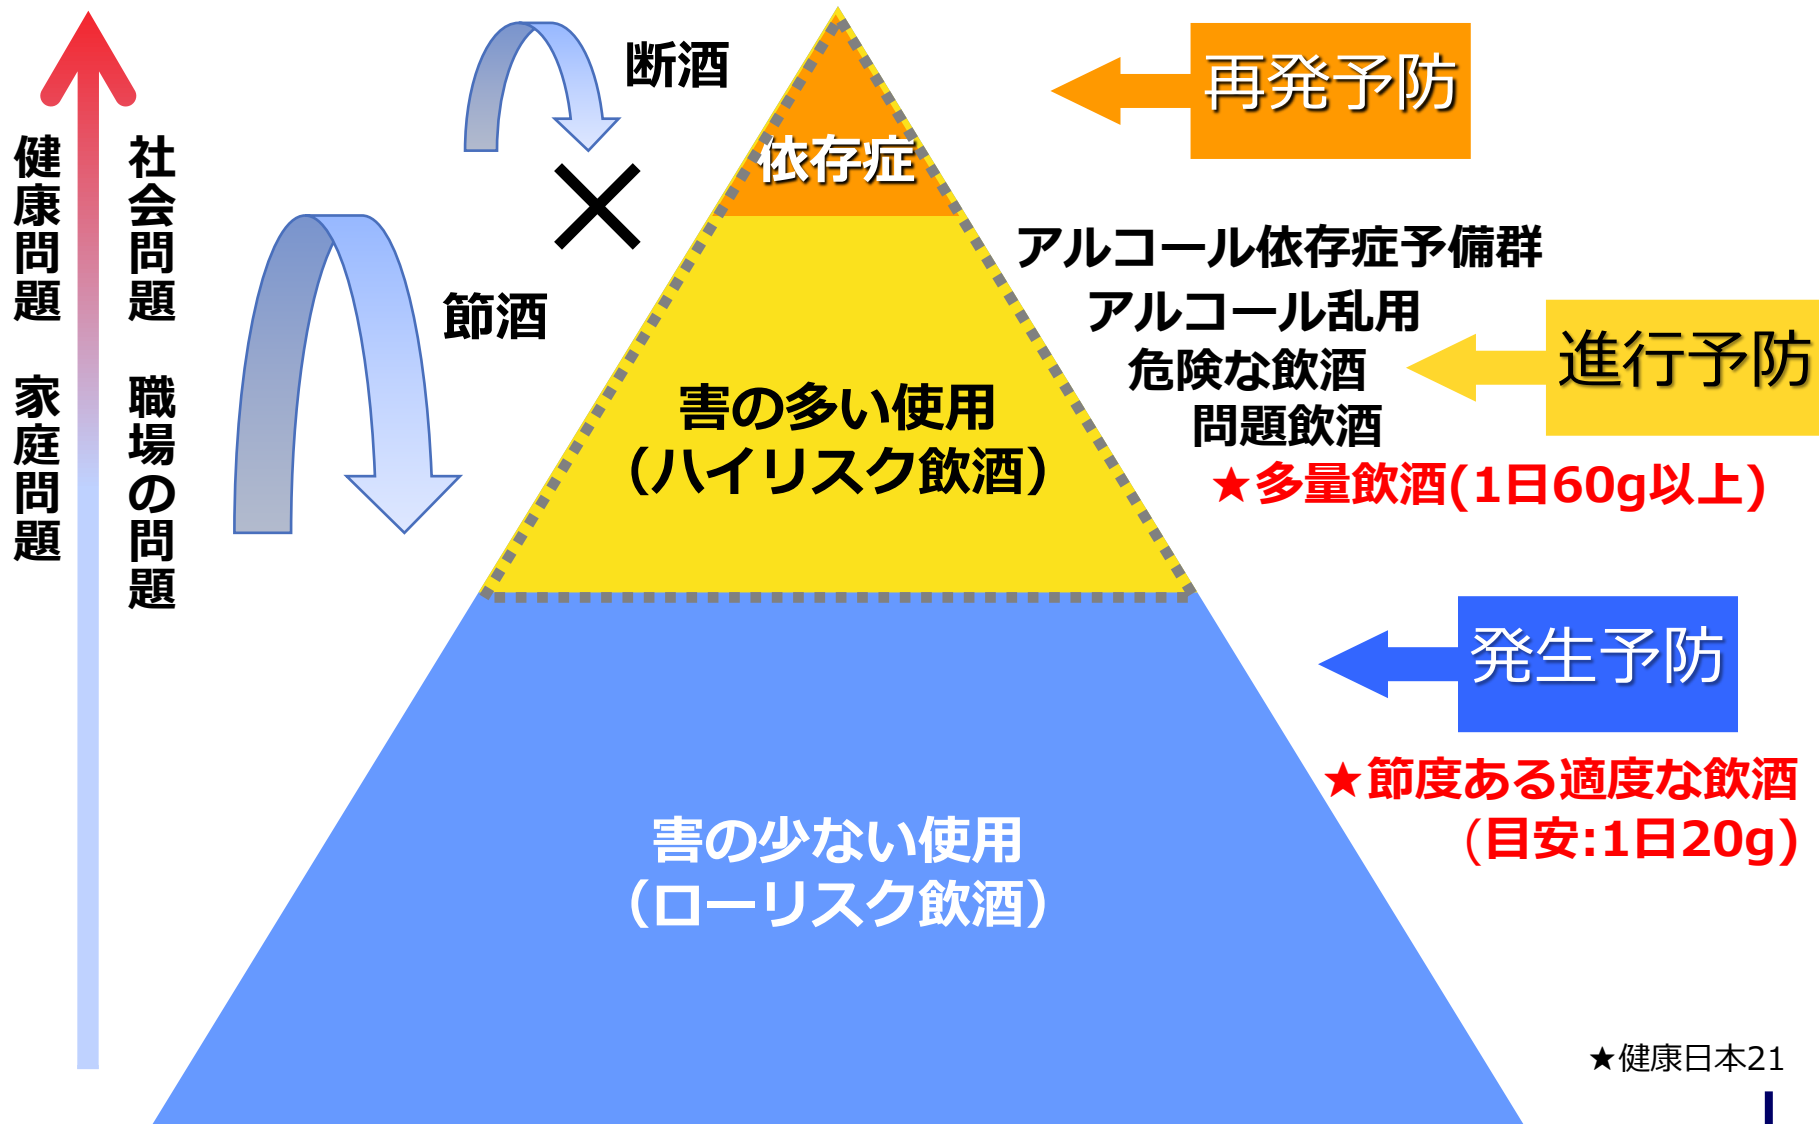 断酒
再発予防
健康問題 家庭問題
社会問題 職場の問題
依存症
節酒
アルコール依存症予備群
アルコール乱用
危険な飲酒
問題飲酒
★多量飲酒(1日60g以上)
進行予防
害の多い使用
（ハイリスク飲酒）
発生予防
★節度ある適度な飲酒
（目安:1日20g)
害の少ない使用
（ローリスク飲酒）
★健康日本21